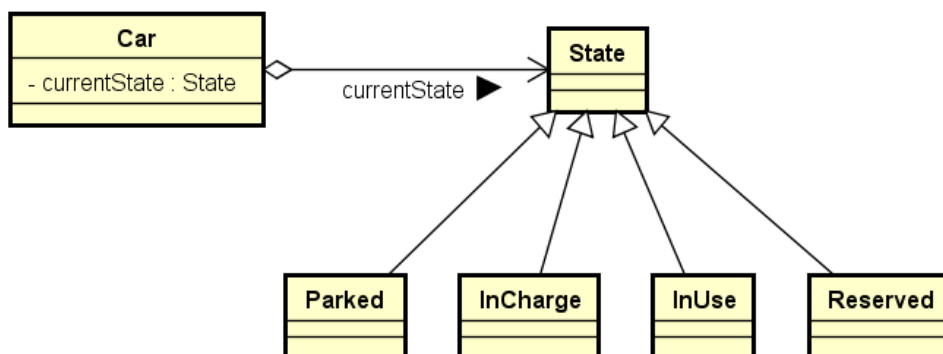 Car
- currentState : State
State
currentState ▶
Parked
InCharge
InUse
Reserved